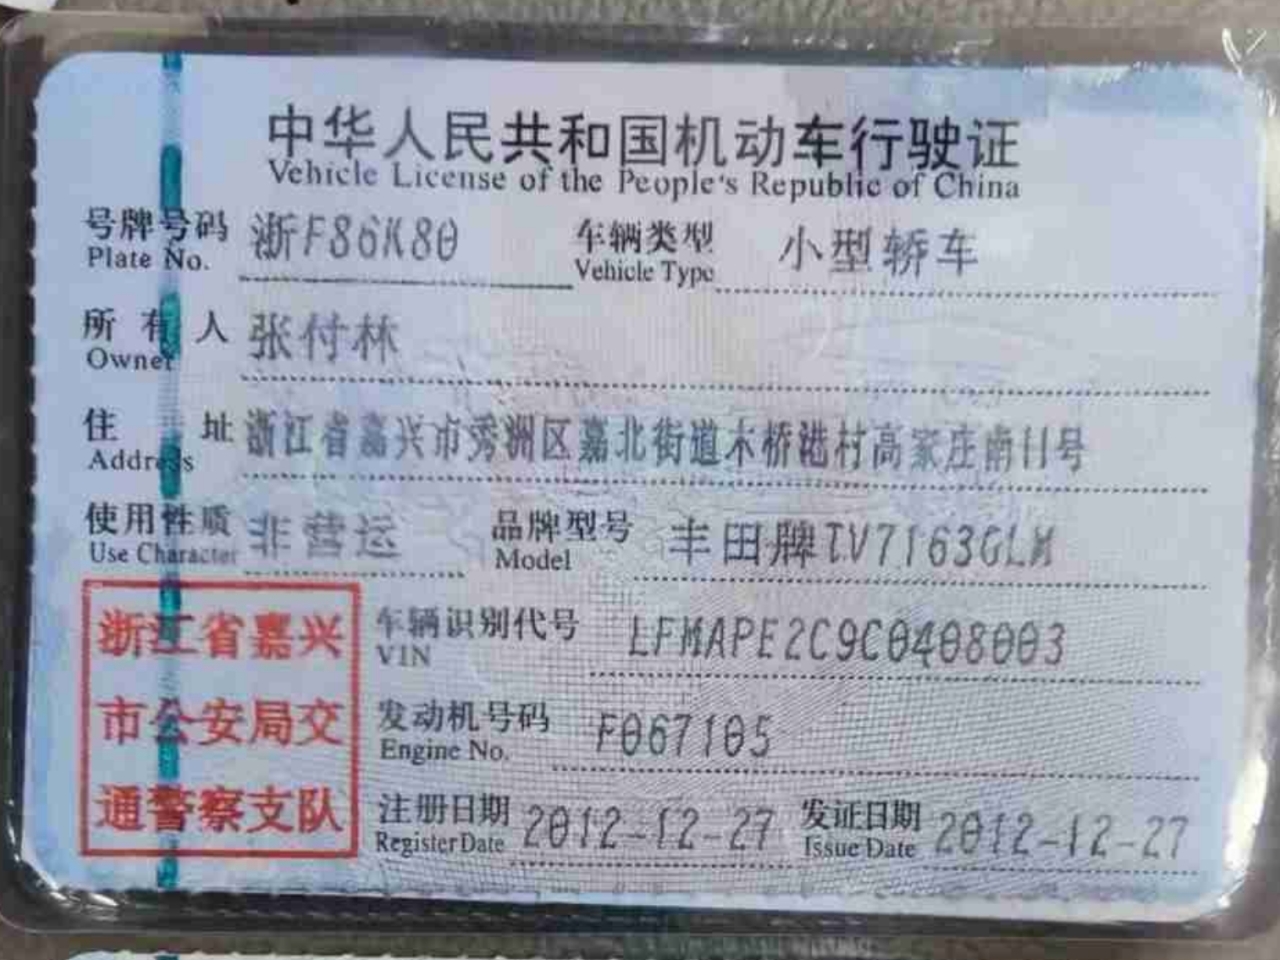 中华人民共和国机动车行驶证
Vehicle License of the People's Republic of China
号牌号码 浙F86K80 车辆类型 小型轿车
Plate No. Vehicle Type
所有人 张付林
Owner
住址 浙江省嘉兴市秀洲区嘉北街道木桥港村高家庄南11号
Address
使用性质 非营运 品牌型号 丰田牌TV7163GLM
Use Character Model
浙江省嘉兴
市公安局交
通警察支队
车辆识别代号 LFMAPE2C9C0408003
VIN
发动机号码 F067105
Engine No.
注册日期 2012-12-27 发证日期 2012-12-27
Register Date Issue Date